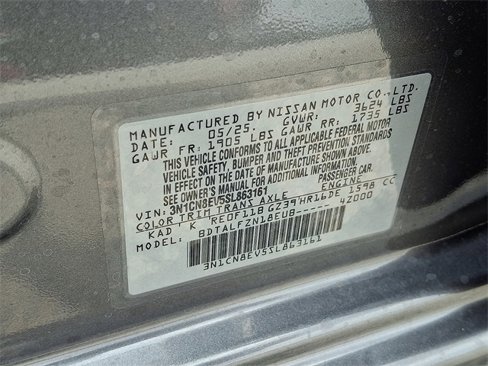 MANUFACTURED BY NISSAN MOTOR CO., LTD.
DATE: 05/25 GVWR: 3624 LBS
GAWR FR: 1905 LBS GAWR RR: 1735 LBS
THIS VEHICLE CONFORMS TO ALL APPLICABLE FEDERAL MOTOR
VEHICLE SAFETY, BUMPER AND THEFT PREVENTION STANDARDS
IN EFFECT ON THE DATE OF MANUFACTURE SHOWN ABOVE.
SEE OWNER'S MANUAL FOR ADDITIONAL INFORMATION.
VIN: 3N1CN8EV5SL863161 PASSENGER CAR
COLOR TRIM TRANS AXLE ENGINE
KAD K RE0F11B GZ39 HR16DE 1598 CC
MODEL: BDTALFZN18EUB----- 42000
3N1CN8EV5SL863161